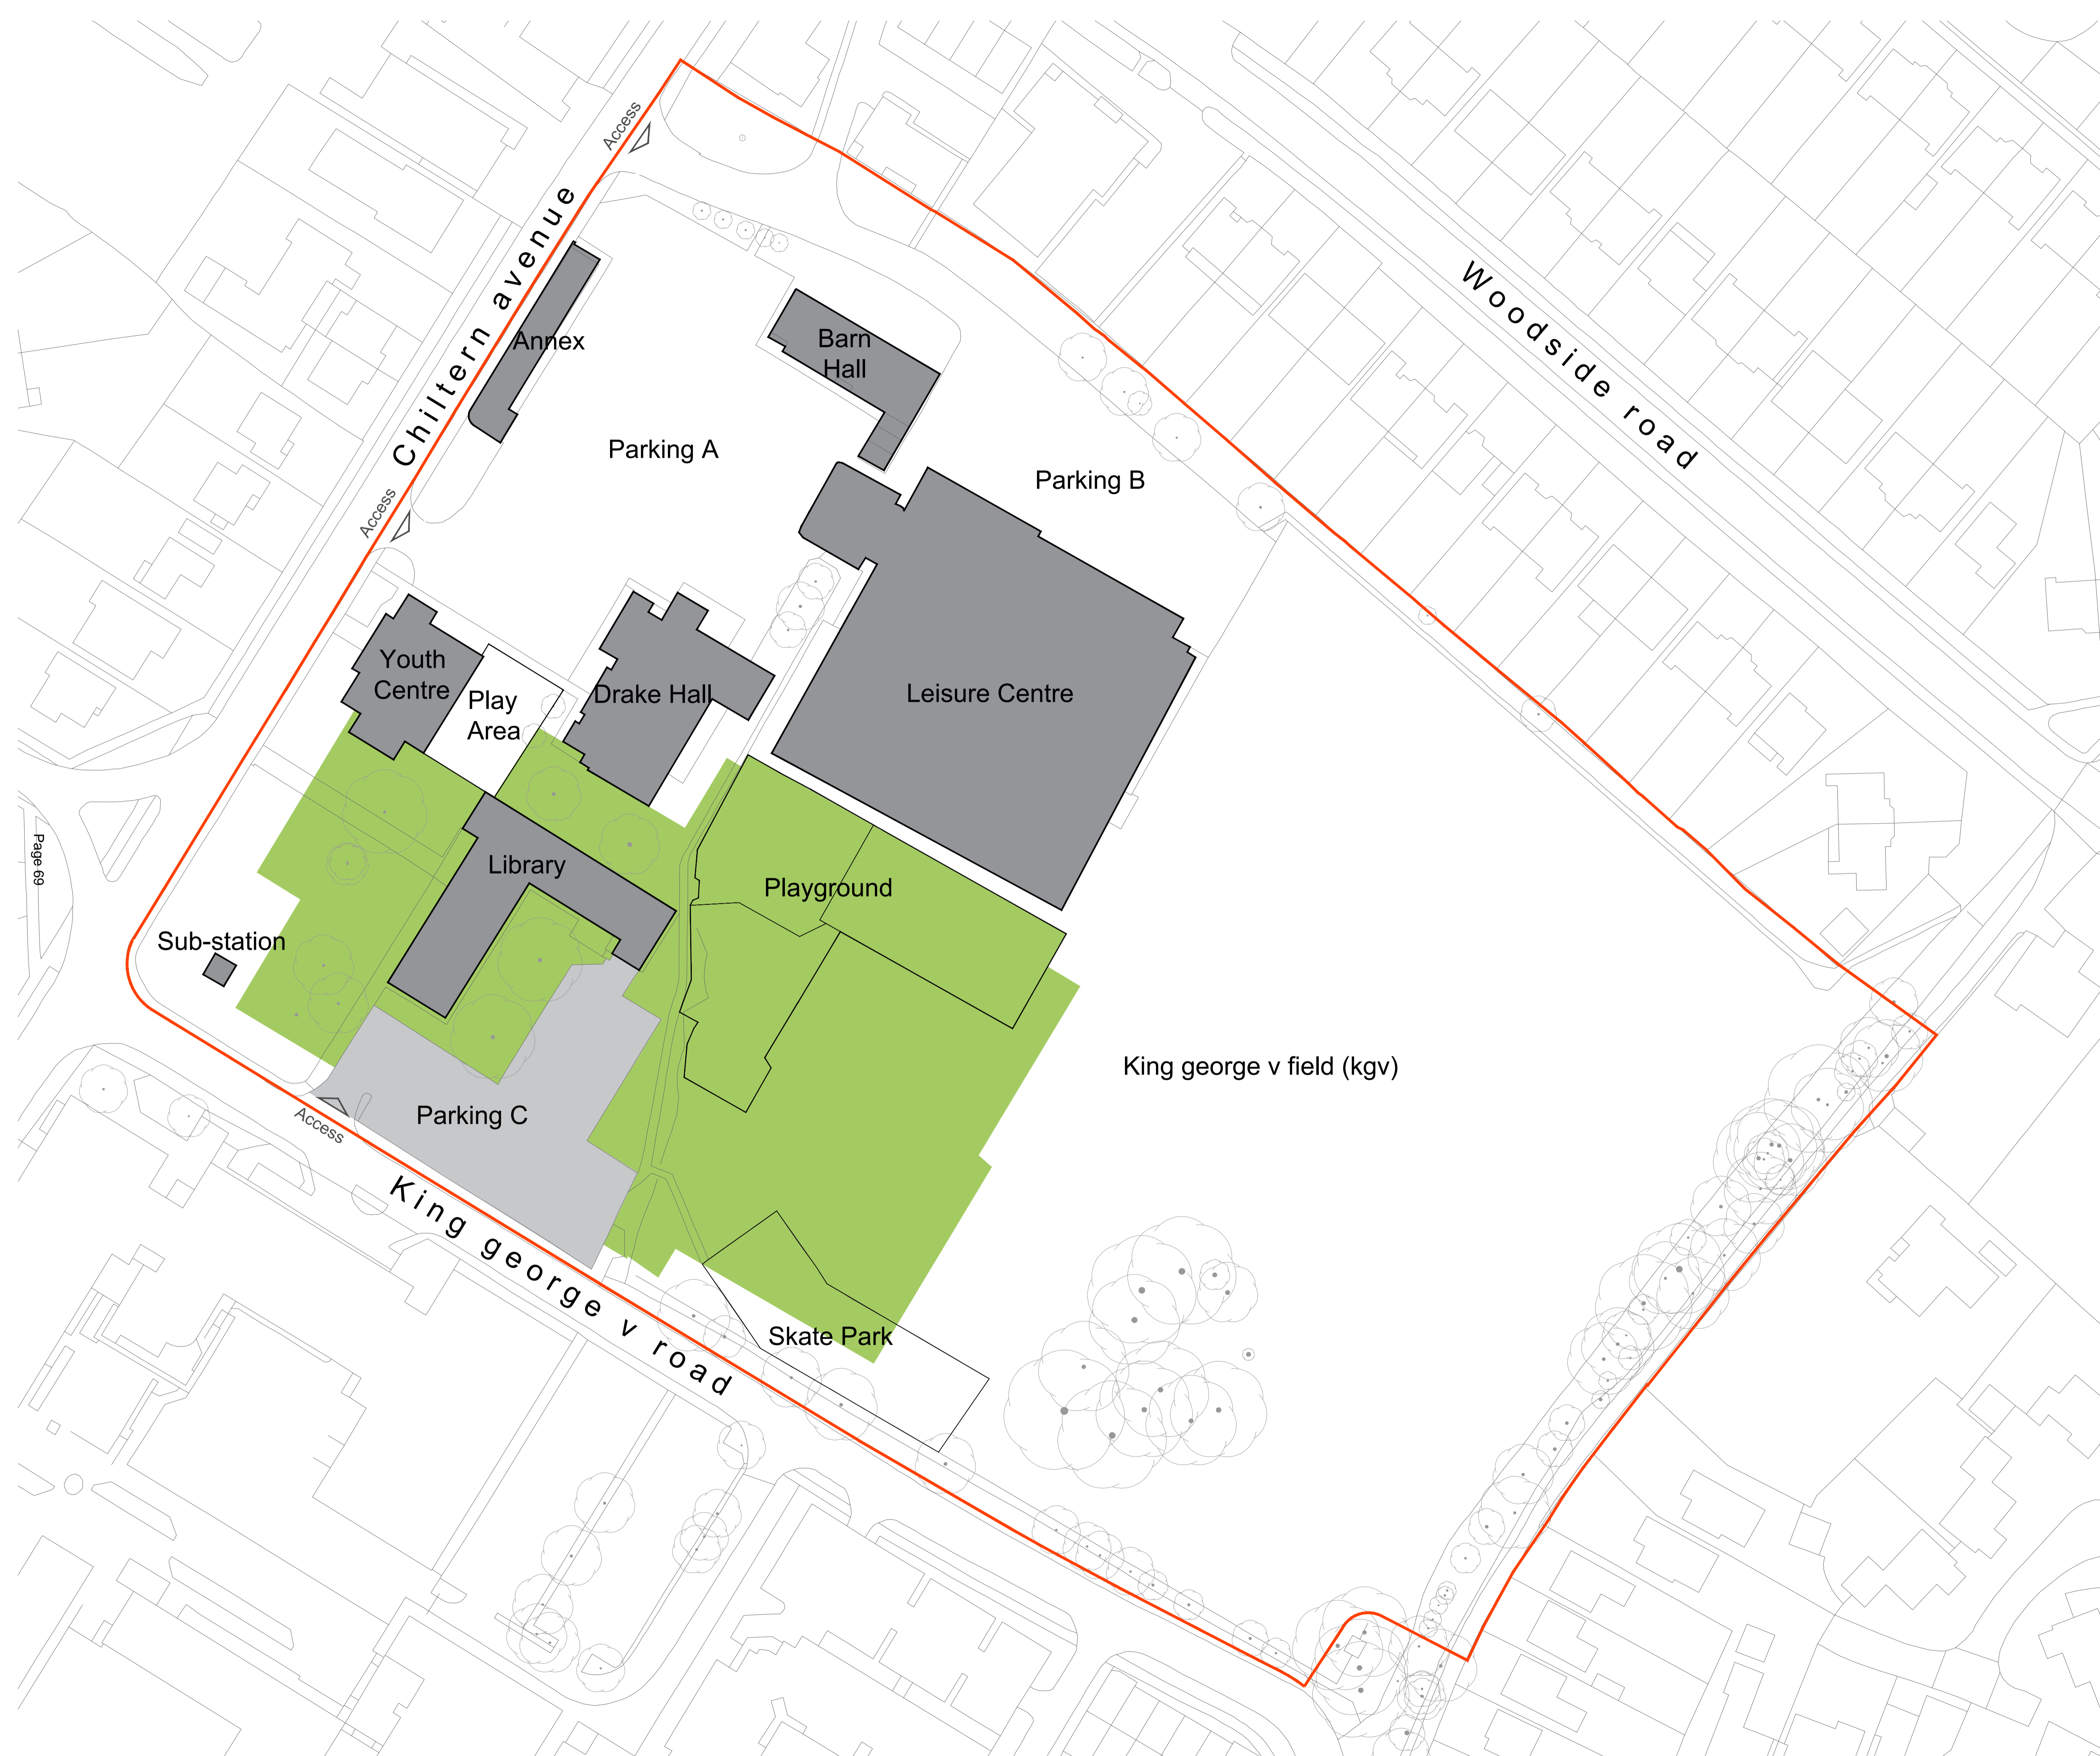 Access
Chiltern avenue
Woodside road
Annex
Barn
Hall
Parking A
Parking B
Access
Youth
Centre
Play
Area
Drake Hall
Leisure Centre
Page 69
Library
Playground
Sub-station
King george v field (kgv)
Parking C
Access
King george v road
Skate Park